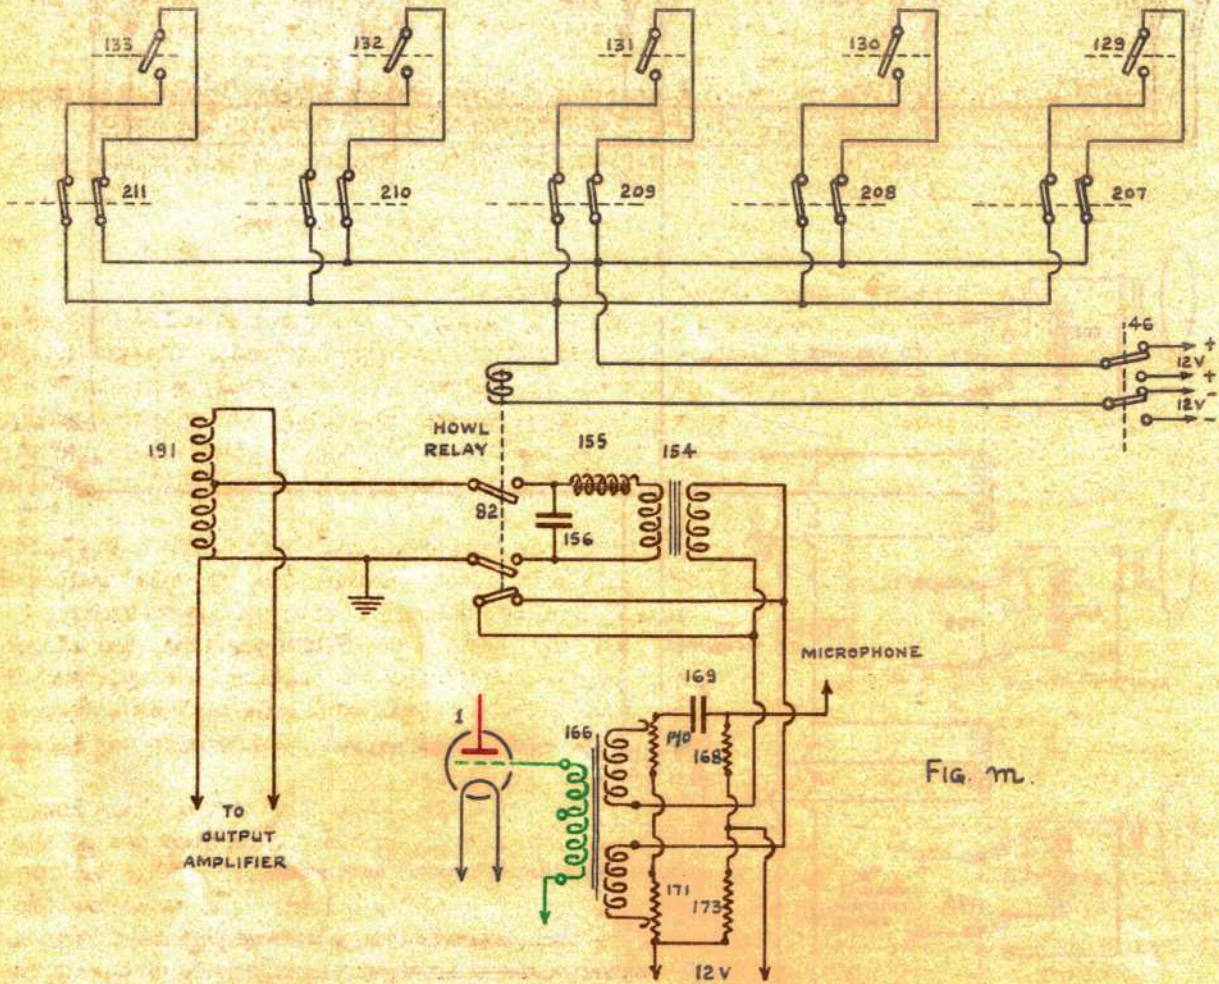 133
132
131
130
129
211
210
209
208
207
46
+
12V
+
-
12V
-
HOWL
RELAY
155
154
191
82
156
MICROPHONE
169
1
166
168
FIG. m.
TO
OUTPUT
AMPLIFIER
171
173
12V